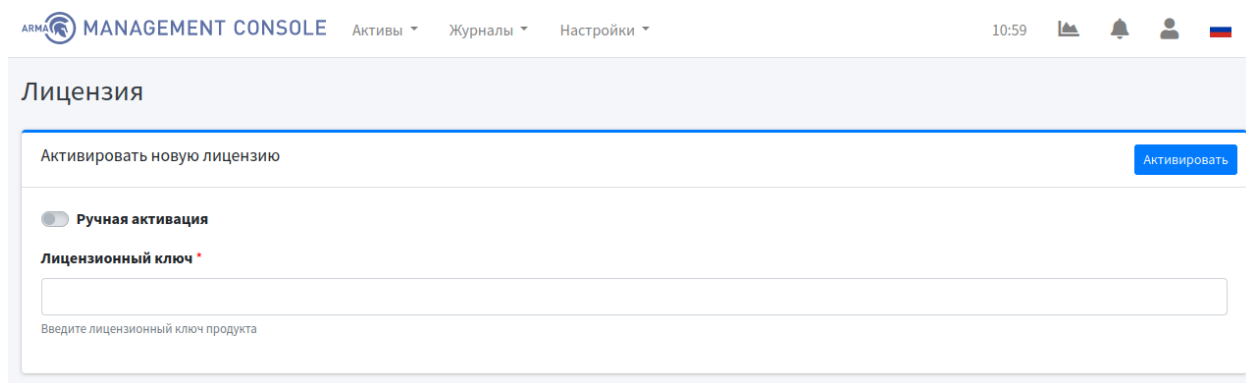 ARMA MANAGEMENT CONSOLE Активы Журналы Настройки 10:59
Лицензия
Активировать новую лицензию Активировать
Ручная активация
Лицензионный ключ *
Введите лицензионный ключ продукта